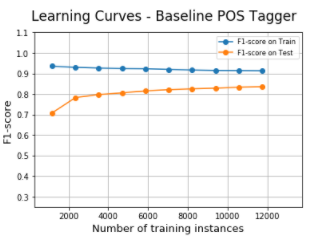 Learning Curves - Baseline POS Tagger
1.1
F1-score on Train
F1-score on Test
1.0
0.9
0.8
0.7
0.6
0.5
0.4
0.3
F1-score
2000 4000 6000 8000 10000 12000
Number of training instances